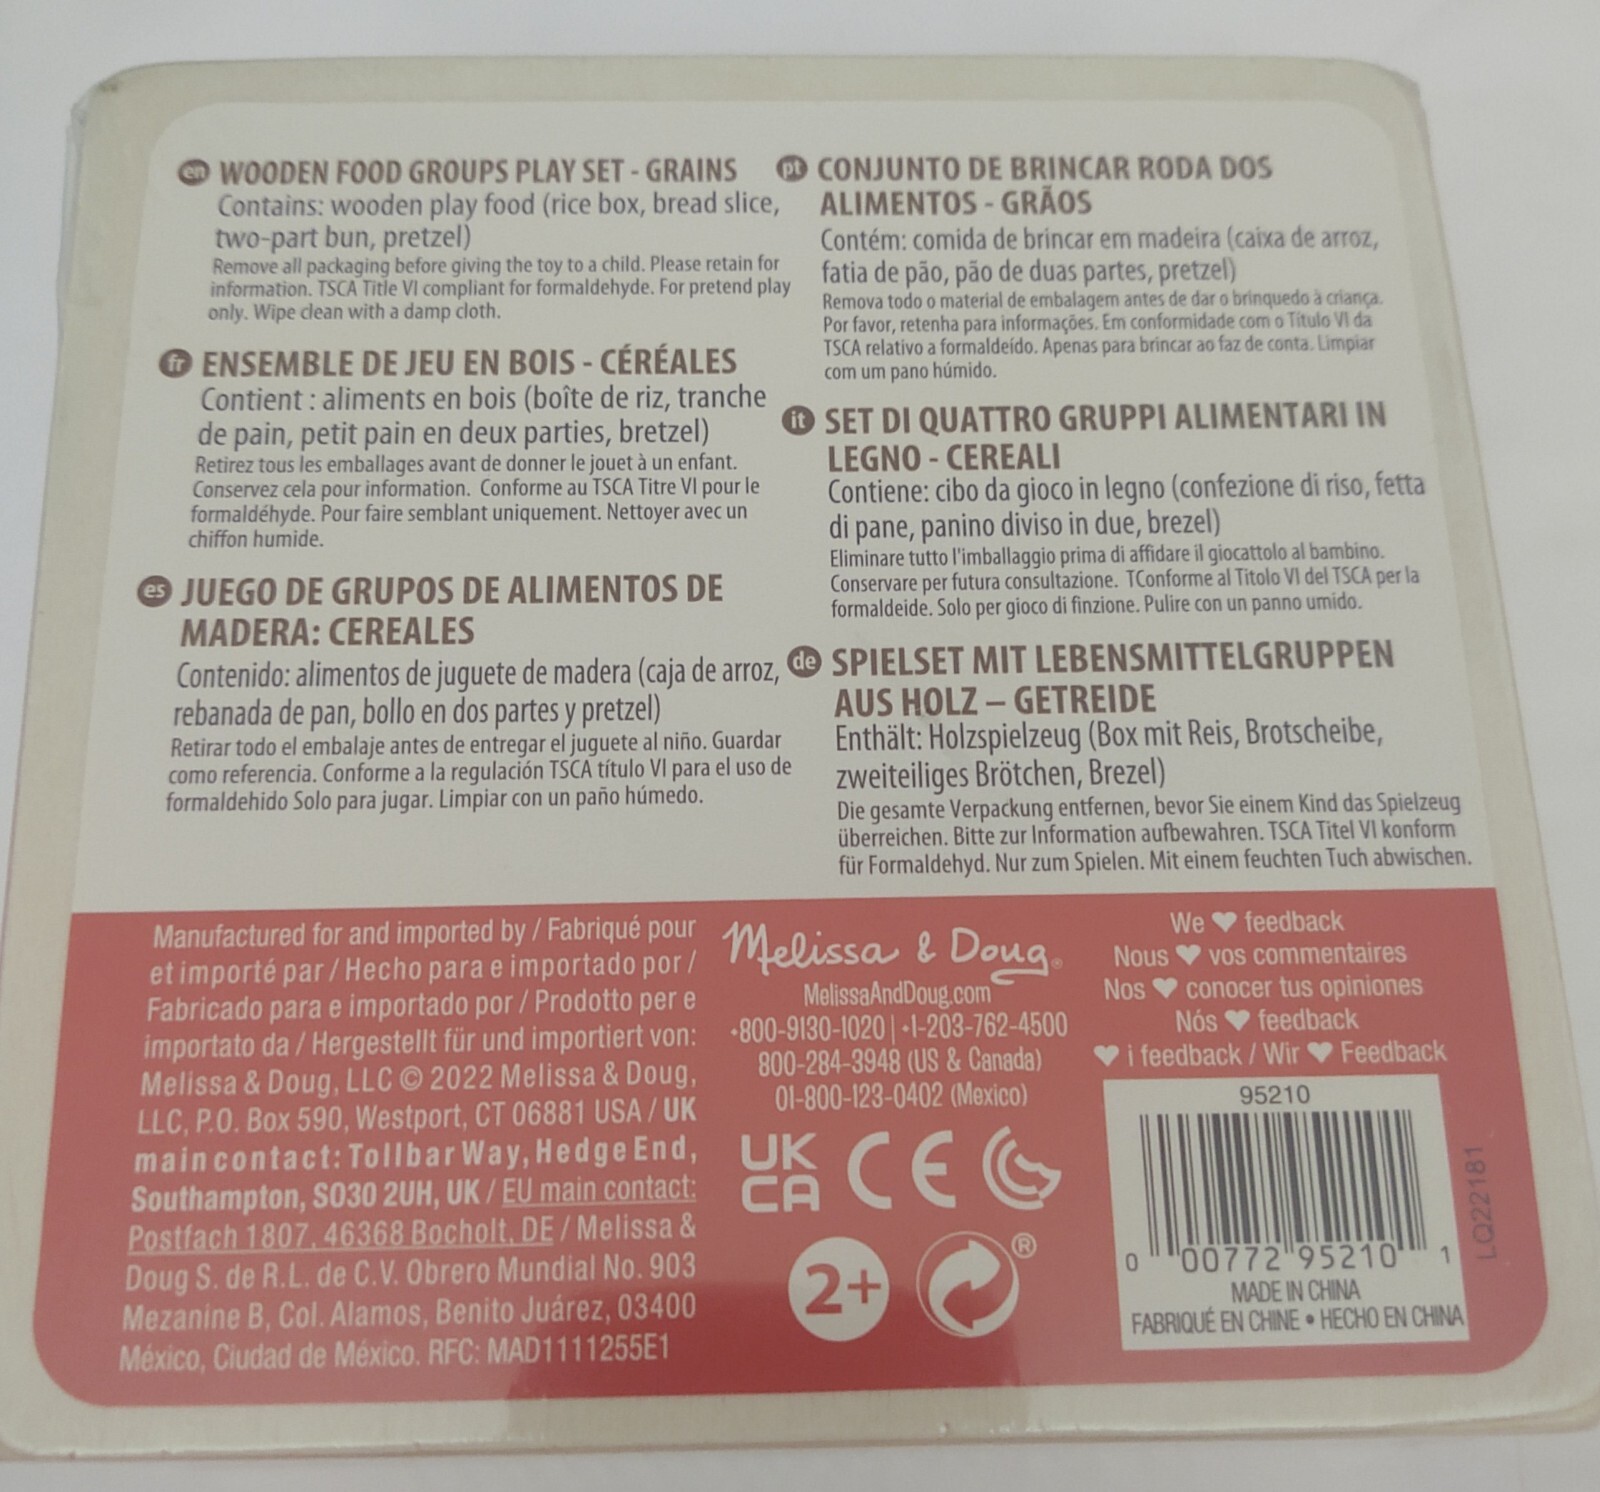 en WOODEN FOOD GROUPS PLAY SET - GRAINS
Contains: wooden play food (rice box, bread slice,
two-part bun, pretzel)
Remove all packaging before giving the toy to a child. Please retain for
information. TSCA Title VI compliant for formaldehyde. For pretend play
only. Wipe clean with a damp cloth.
fr ENSEMBLE DE JEU EN BOIS - CÉRÉALES
Contient : aliments en bois (boîte de riz, tranche
de pain, petit pain en deux parties, bretzel)
Retirez tous les emballages avant de donner le jouet à un enfant.
Conservez cela pour information. Conforme au TSCA Titre VI pour le
formaldéhyde. Pour faire semblant uniquement. Nettoyer avec un
chiffon humide.
es JUEGO DE GRUPOS DE ALIMENTOS DE
MADERA: CEREALES
Contenido: alimentos de juguete de madera (caja de arroz,
rebanada de pan, bollo en dos partes y pretzel)
Retirar todo el embalaje antes de entregar el juguete al niño. Guardar
como referencia. Conforme a la regulación TSCA título VI para el uso de
formaldehido Solo para jugar. Limpiar con un paño húmedo.
pt CONJUNTO DE BRINCAR RODA DOS
ALIMENTOS - GRÃOS
Contém: comida de brincar em madeira (caixa de arroz,
fatia de pão, pão de duas partes, pretzel)
Remova todo o material de embalagem antes de dar o brinquedo à criança.
Por favor, retenha para informações. Em conformidade com o Título VI da
TSCA relativo a formaldeído. Apenas para brincar ao faz de conta. Limpiar
com um pano húmido.
it SET DI QUATTRO GRUPPI ALIMENTARI IN
LEGNO - CEREALI
Contiene: cibo da gioco in legno (confezione di riso, fetta
di pane, panino diviso in due, brezel)
Eliminare tutto l'imballaggio prima di affidare il giocattolo al bambino.
Conservare per futura consultazione. TConforme al Titolo VI del TSCA per la
formaldeide. Solo per gioco di finzione. Pulire con un panno umido.
de SPIELSET MIT LEBENSMITTELGRUPPEN
AUS HOLZ – GETREIDE
Enthält: Holzspielzeug (Box mit Reis, Brotscheibe,
zweiteiliges Brötchen, Brezel)
Die gesamte Verpackung entfernen, bevor Sie einem Kind das Spielzeug
überreichen. Bitte zur Information aufbewahren. TSCA Titel VI konform
für Formaldehyd. Nur zum Spielen. Mit einem feuchten Tuch abwischen.
Manufactured for and imported by / Fabriqué pour
et importé par / Hecho para e importado por /
Fabricado para e importado por / Prodotto per e
importato da / Hergestellt für und importiert von:
Melissa & Doug, LLC © 2022 Melissa & Doug,
LLC, P.O. Box 590, Westport, CT 06881 USA / UK
main contact: Tollbar Way, Hedge End,
Southampton, SO30 2UH, UK / EU main contact:
Postfach 1807, 46368 Bocholt, DE / Melissa &
Doug S. de R.L. de C.V. Obrero Mundial No. 903
Mezanine B, Col. Alamos, Benito Juárez, 03400
México, Ciudad de México. RFC: MAD1111255E1
Melissa & Doug®
MelissaAndDoug.com
+800-9130-1020 | +1-203-762-4500
800-284-3948 (US & Canada)
01-800-123-0402 (Mexico)
UK
CA CE
2+ ®
We ♥ feedback
Nous ♥ vos commentaires
Nos ♥ conocer tus opiniones
Nós ♥ feedback
♥ i feedback / Wir ♥ Feedback
95210
0 00772 95210 1
MADE IN CHINA
FABRIQUÉ EN CHINE • HECHO EN CHINA
LQ22181